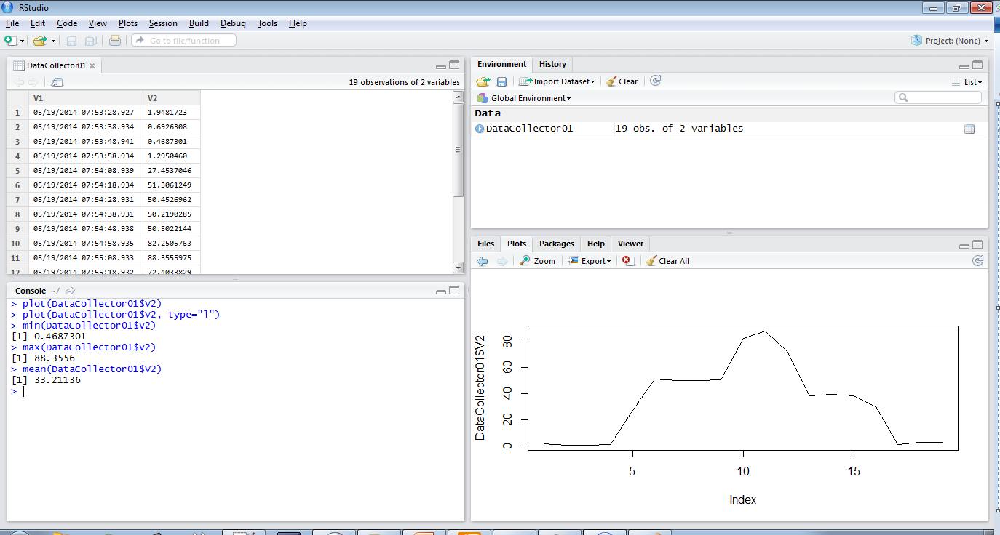 RStudio
File Edit Code View Plots Session Build Debug Tools Help
Go to file/function
Project: (None)
DataCollector01
19 observations of 2 variables
V1 V2
1 05/19/2014 07:53:28.927 1.9481723
2 05/19/2014 07:53:38.934 0.6926308
3 05/19/2014 07:53:48.941 0.4687301
4 05/19/2014 07:53:58.934 1.2950460
5 05/19/2014 07:54:08.939 27.4537046
6 05/19/2014 07:54:18.934 51.3061249
7 05/19/2014 07:54:28.931 50.4526962
8 05/19/2014 07:54:38.931 50.2190285
9 05/19/2014 07:54:48.938 50.5022144
10 05/19/2014 07:54:58.935 82.2505763
11 05/19/2014 07:55:08.933 88.3555975
12 05/19/2014 07:55:18.932 72.4033829
Console ~/
> plot(DataCollector01$V2)
> plot(DataCollector01$V2, type="l")
> min(DataCollector01$V2)
[1] 0.4687301
> max(DataCollector01$V2)
[1] 88.3556
> mean(DataCollector01$V2)
[1] 33.21136
>
Environment History
Import Dataset Clear List
Global Environment
Data
DataCollector01 19 obs. of 2 variables
Files Plots Packages Help Viewer
Zoom Export Clear All
DataCollector01$V2
80
60
40
20
0
5 10 15
Index